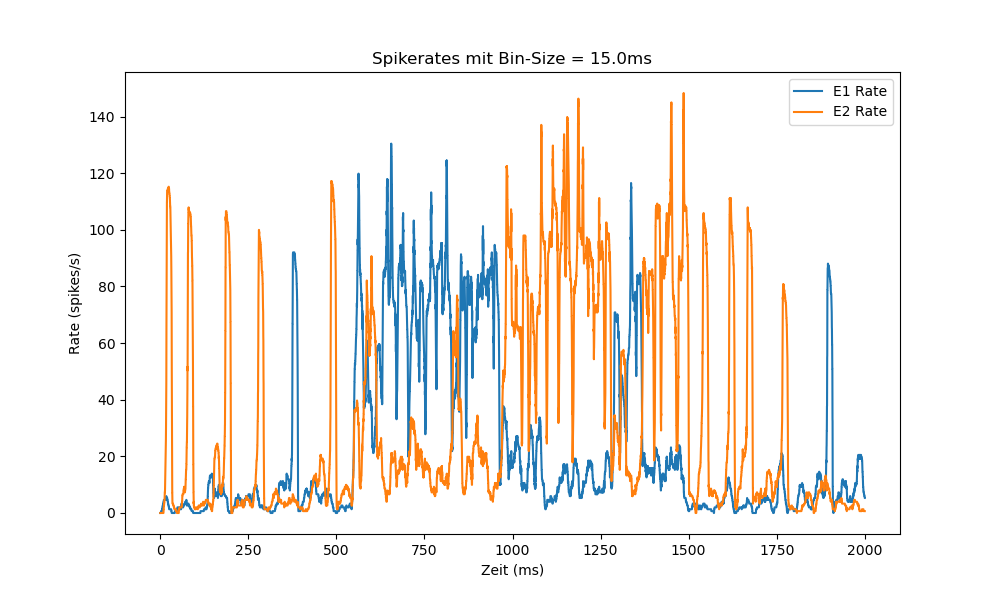 Spikerates mit Bin-Size = 15.0ms
E1 Rate
E2 Rate
Rate (spikes/s)
140
120
100
80
60
40
20
0
0 250 500 750 1000 1250 1500 1750 2000
Zeit (ms)